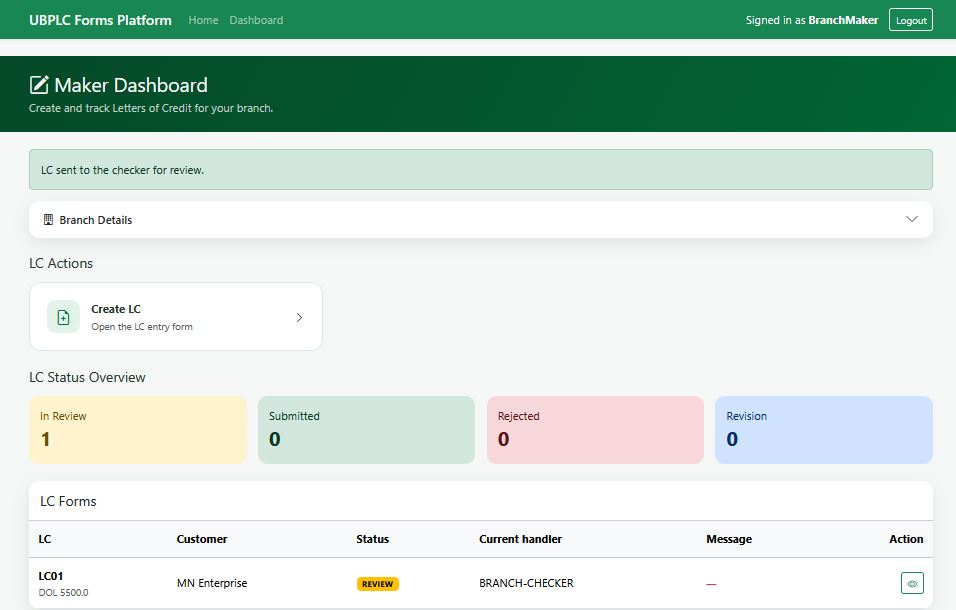 UBPLC Forms Platform Home Dashboard Signed in as BranchMaker Logout
Maker Dashboard
Create and track Letters of Credit for your branch.
LC sent to the checker for review.
Branch Details
LC Actions
Create LC
Open the LC entry form
LC Status Overview
In Review Submitted Rejected Revision
1 0 0 0
LC Forms
LC Customer Status Current handler Message Action
LC01 MN Enterprise REVIEW BRANCH-CHECKER —
DOL 5500.0